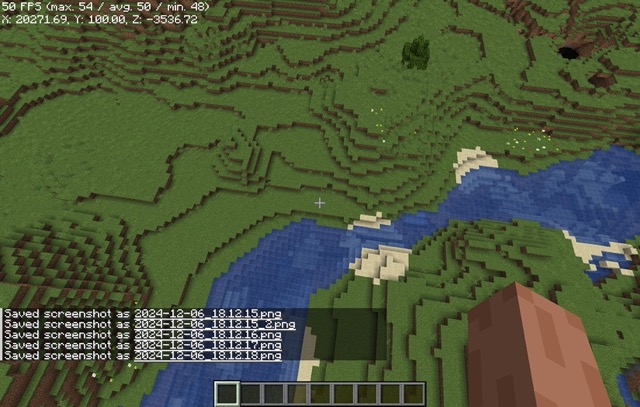 50 FPS (max. 54 / avg. 50 / min. 48)
X: 20271.69, Y: 100.00, Z: -3536.72
Saved screenshot as 2024-12-06_18.12.15.png
Saved screenshot as 2024-12-06_18.12.15_2.png
Saved screenshot as 2024-12-06_18.12.16.png
Saved screenshot as 2024-12-06_18.12.17.png
Saved screenshot as 2024-12-06_18.12.18.png